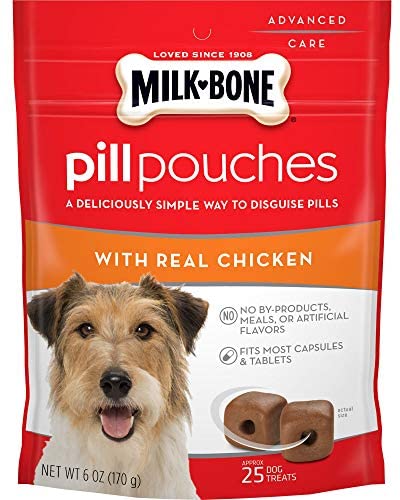 ADVANCED
CARE
LOVED SINCE 1908
MILK♥BONE
pillpouches
A DELICIOUSLY SIMPLE WAY TO DISGUISE PILLS
WITH REAL CHICKEN
NO
NO BY-PRODUCTS,
MEALS, OR ARTIFICIAL
FLAVORS
FITS MOST CAPSULES
& TABLETS
actual
size
NET WT 6 OZ (170 g)
APPROX
25 DOG
TREATS